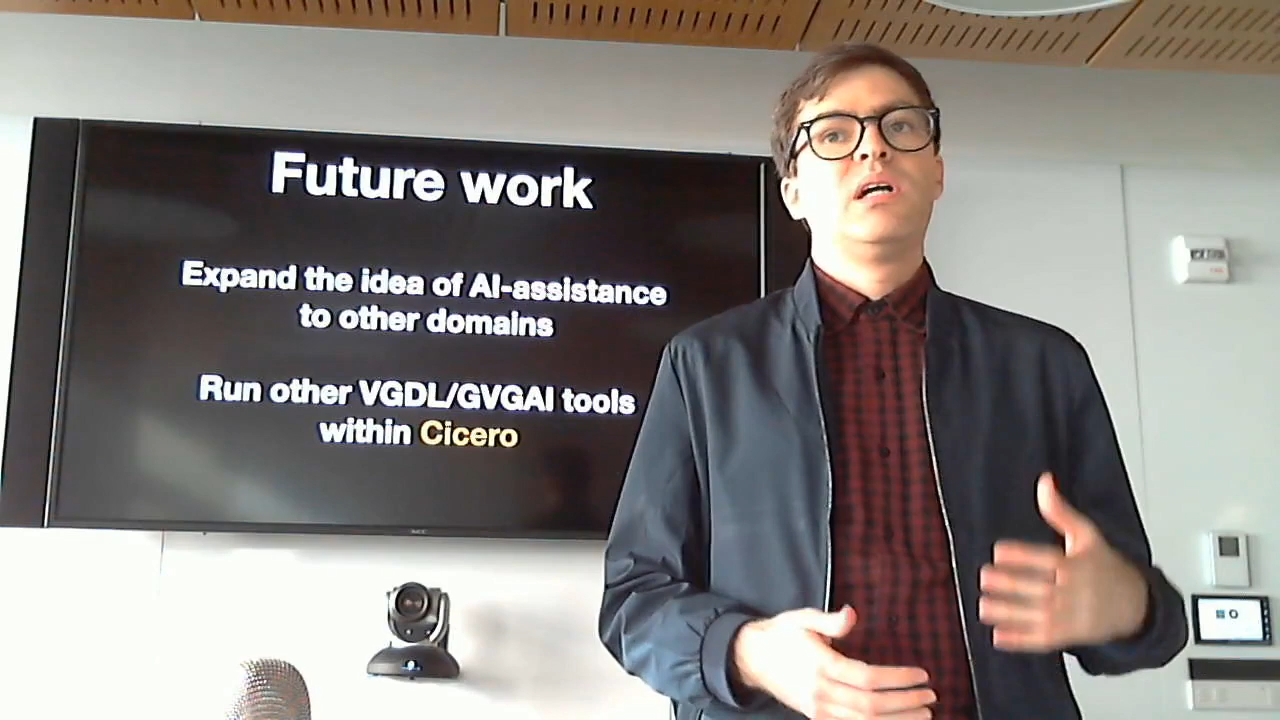 Future work
Expand the idea of AI-assistance
to other domains
Run other VGDL/GVGAI tools
within Cicero